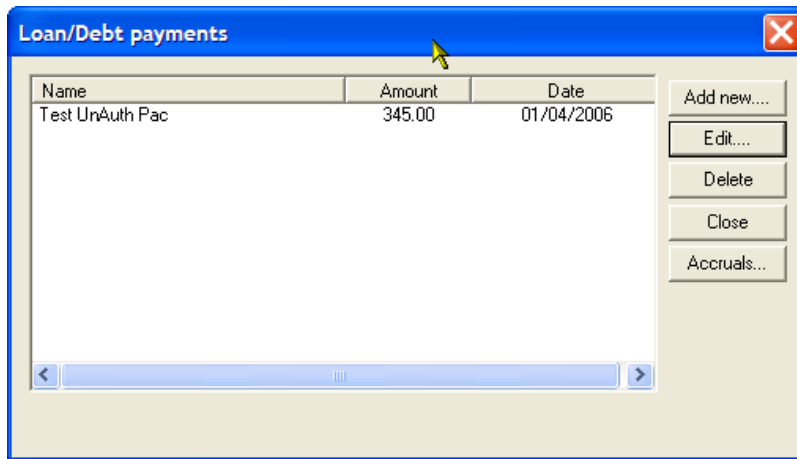 Loan/Debt payments
Name Amount Date
Test UnAuth Pac 345.00 01/04/2006
Add new....
Edit....
Delete
Close
Accruals...